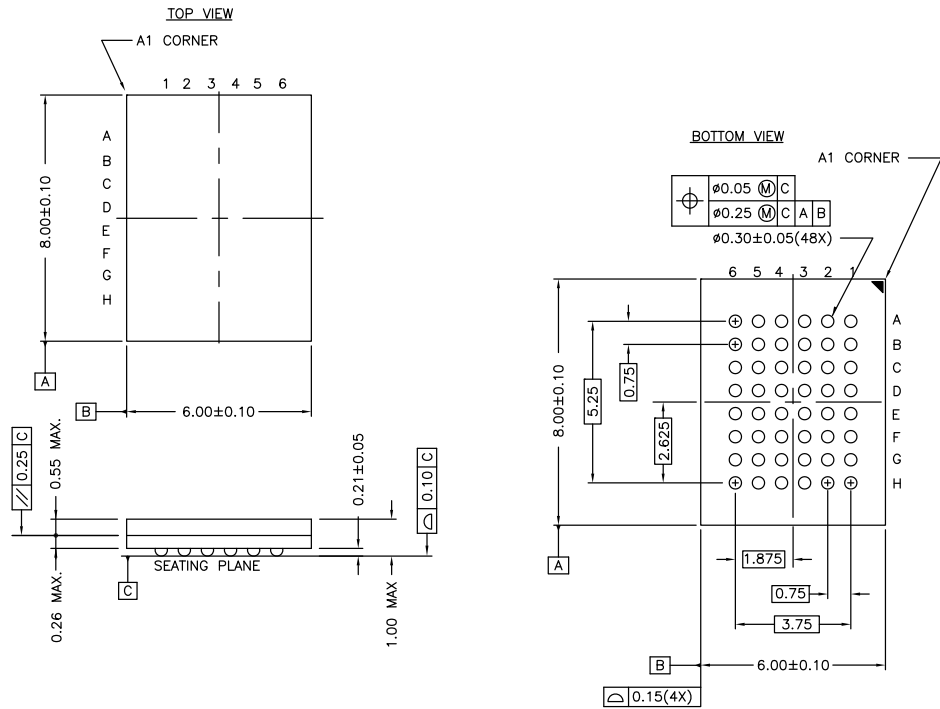 TOP VIEW
A1 CORNER
1 2 3 4 5 6
A
B
C
D
E
F
G
H
8.00±0.10
A
B
6.00±0.10
// 0.25 C
0.55 MAX.
0.21±0.05
⌓ 0.10 C
SEATING PLANE
C
0.26 MAX.
1.00 MAX
BOTTOM VIEW
A1 CORNER
⌖ ⌀0.05 Ⓜ C
⌀0.25 Ⓜ C A B
⌀0.30±0.05(48X)
6 5 4 3 2 1
A
B
C
D
E
F
G
H
8.00±0.10
5.25
0.75
2.625
A
1.875
0.75
3.75
B
6.00±0.10
⌓ 0.15(4X)